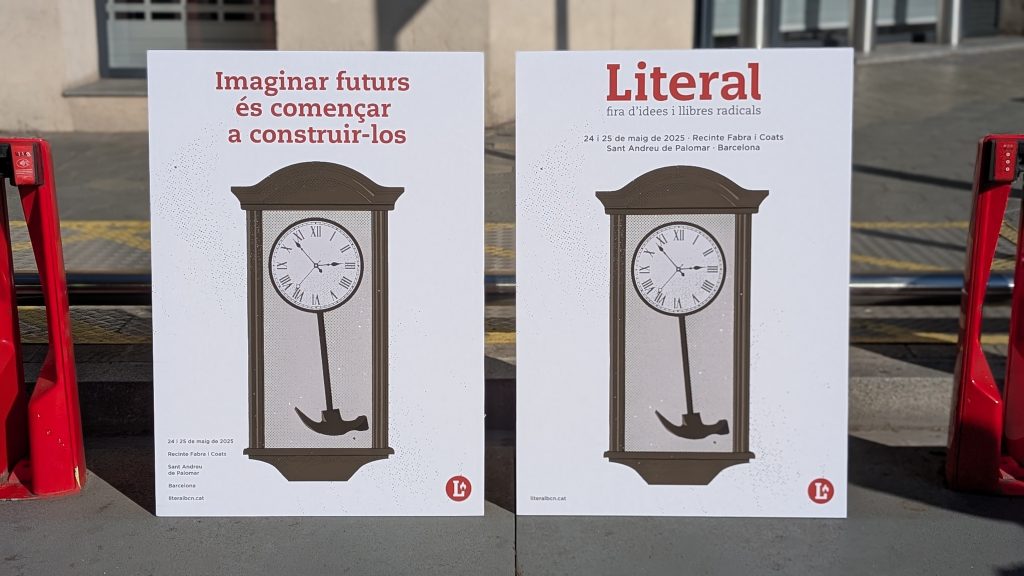 Imaginar futurs
és començar
a construir-los
XII
24 i 25 de maig de 2025
Recinte Fabra i Coats
Sant Andreu
de Palomar
Barcelona
literalbcn.cat
L
Literal
fira d'idees i llibres radicals
24 i 25 de maig de 2025 · Recinte Fabra i Coats
Sant Andreu de Palomar · Barcelona
XII
literalbcn.cat
L